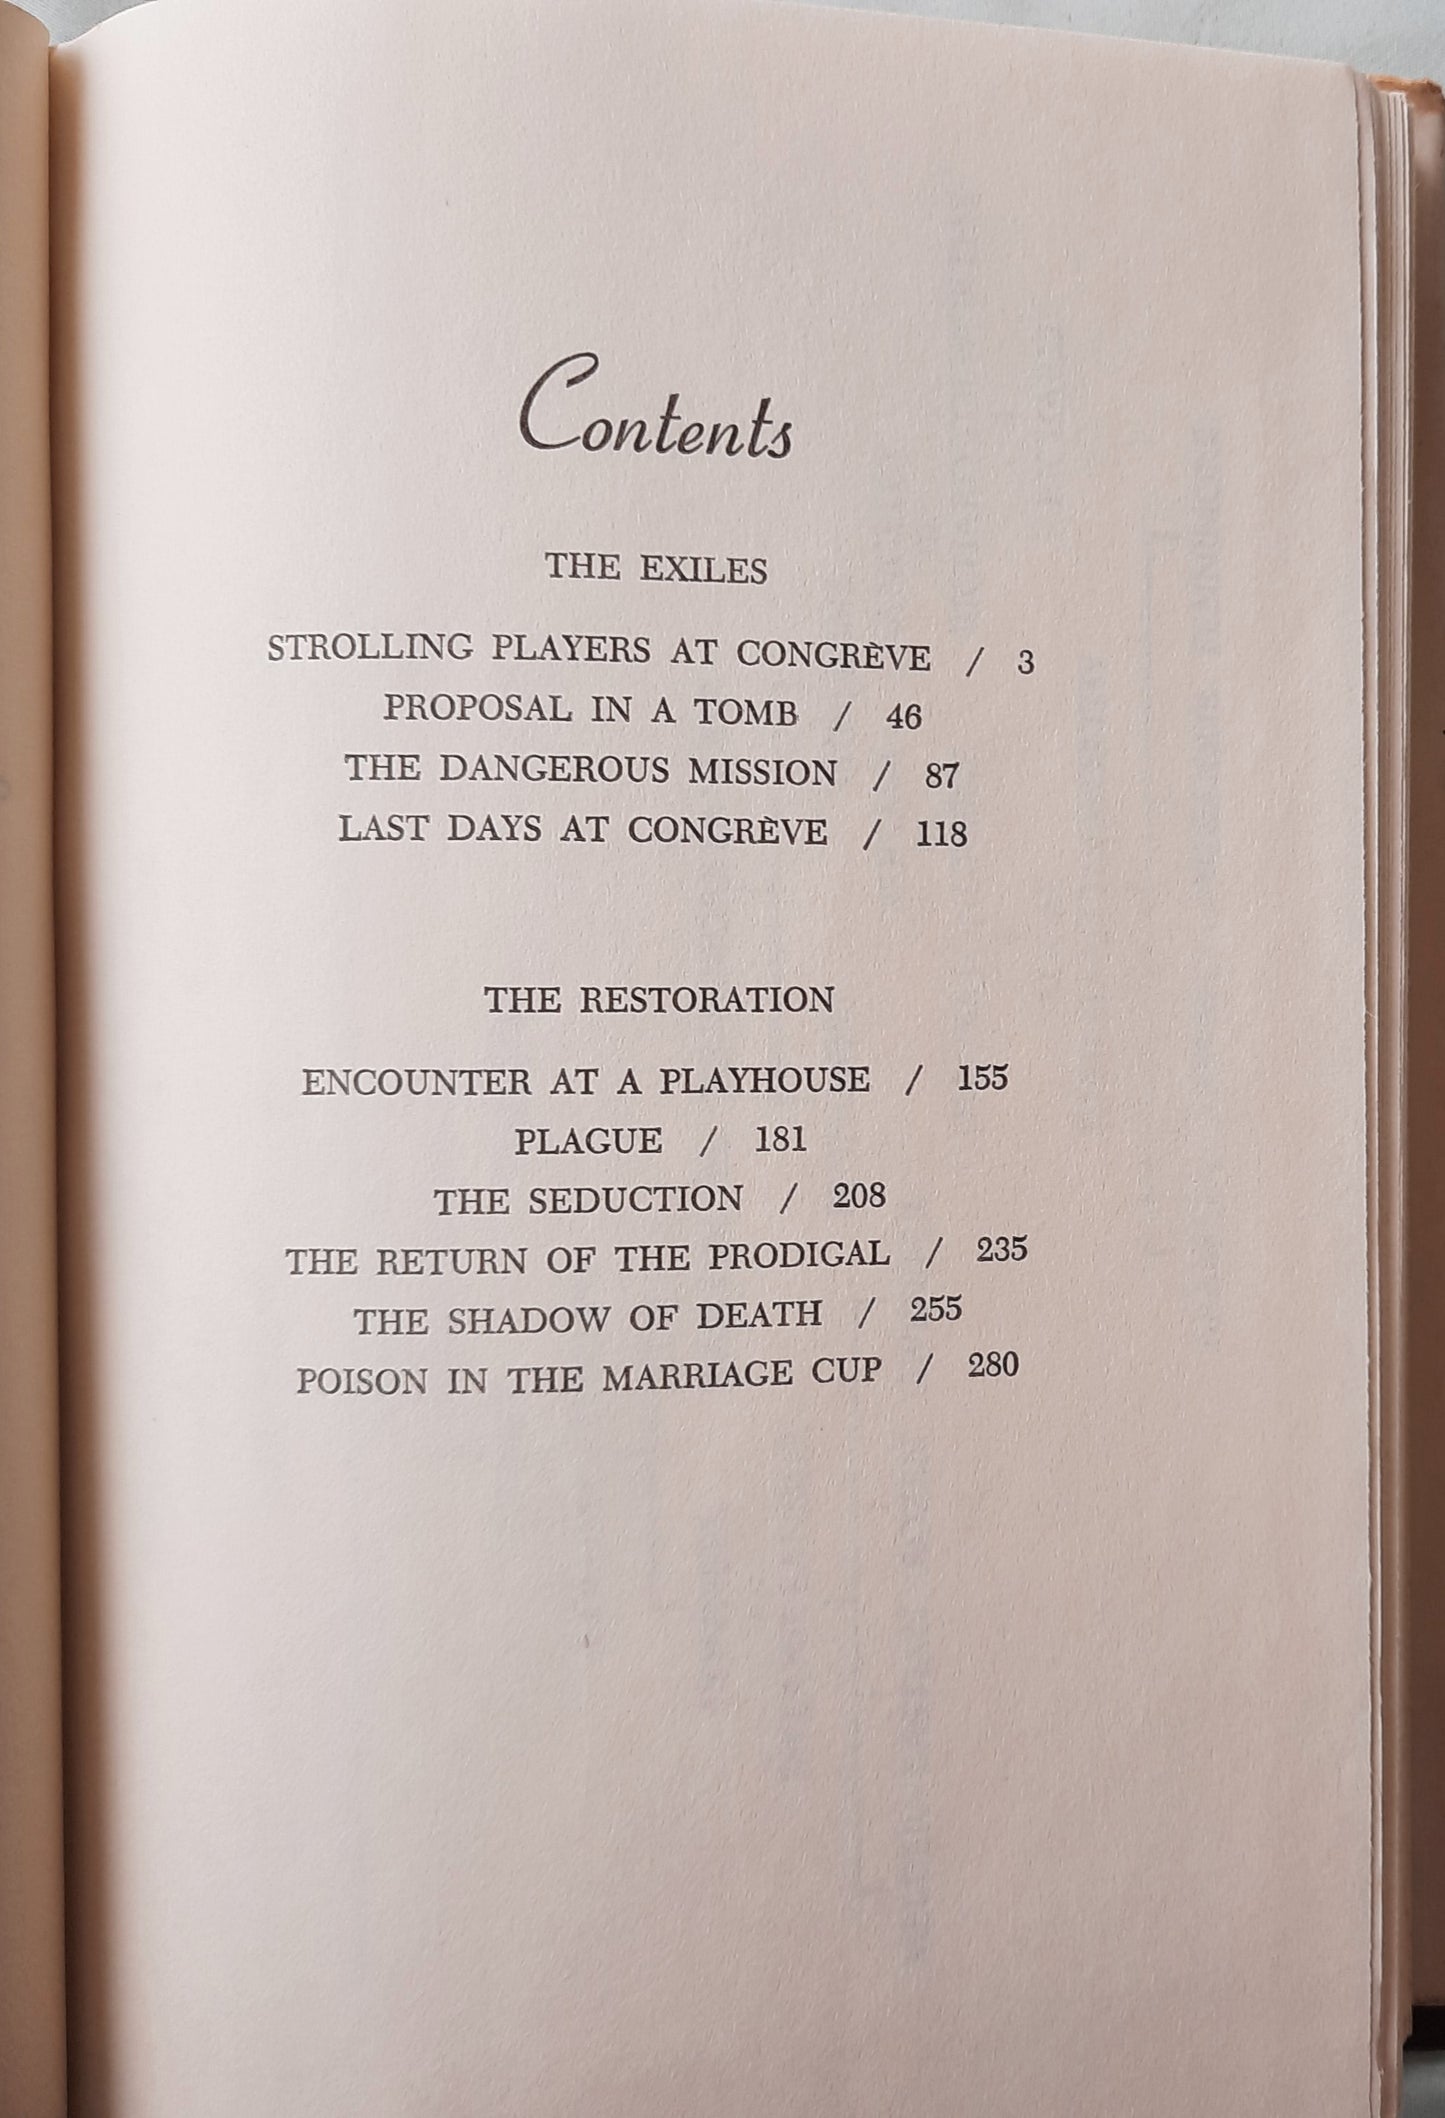 Contents
THE EXILES
STROLLING PLAYERS AT CONGRÈVE / 3
PROPOSAL IN A TOMB / 46
THE DANGEROUS MISSION / 87
LAST DAYS AT CONGRÈVE / 118
THE RESTORATION
ENCOUNTER AT A PLAYHOUSE / 155
PLAGUE / 181
THE SEDUCTION / 208
THE RETURN OF THE PRODIGAL / 235
THE SHADOW OF DEATH / 255
POISON IN THE MARRIAGE CUP / 280